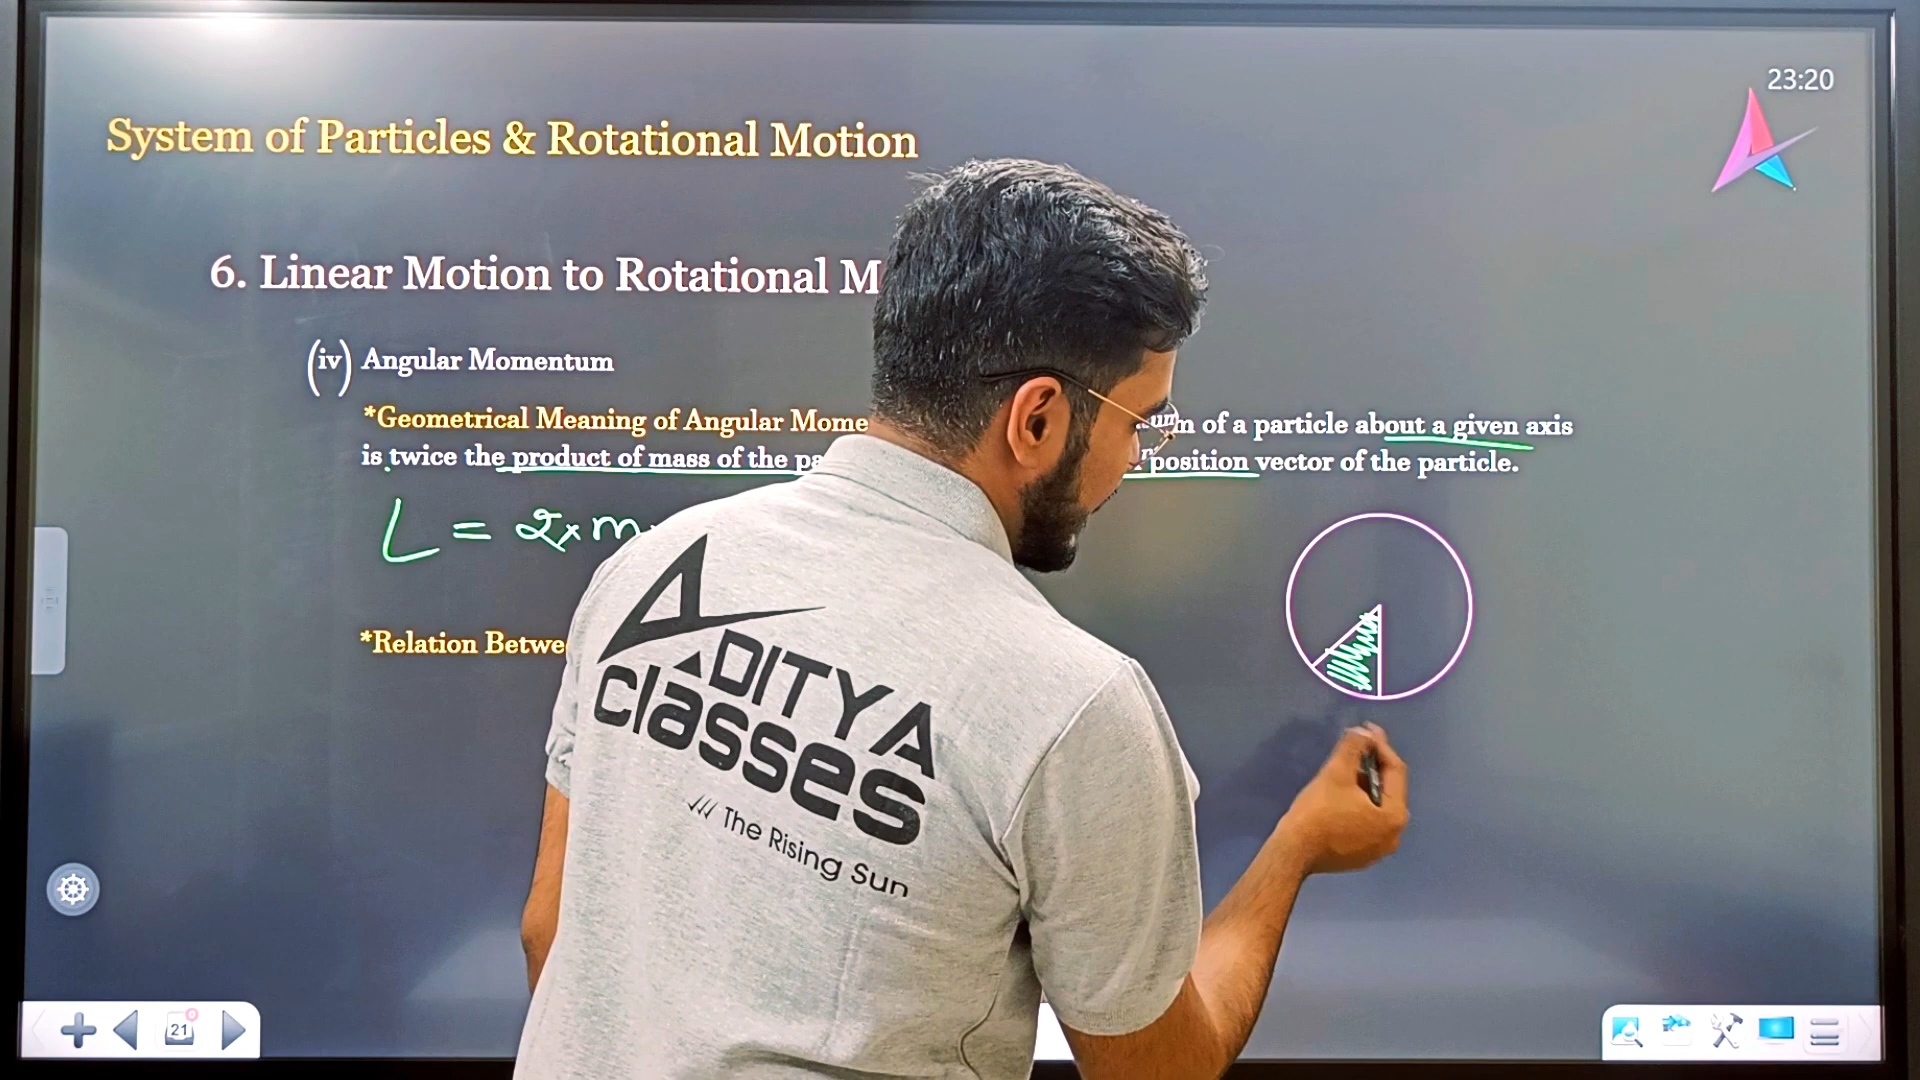 23:20
System of Particles & Rotational Motion
6. Linear Motion to Rotational M
(iv) Angular Momentum
*Geometrical Meaning of Angular Mome um of a particle about a given axis
is twice the product of mass of the pa position vector of the particle.
L = 2 x m
*Relation Betwee
ADITYA
classes
The Rising Sun
21